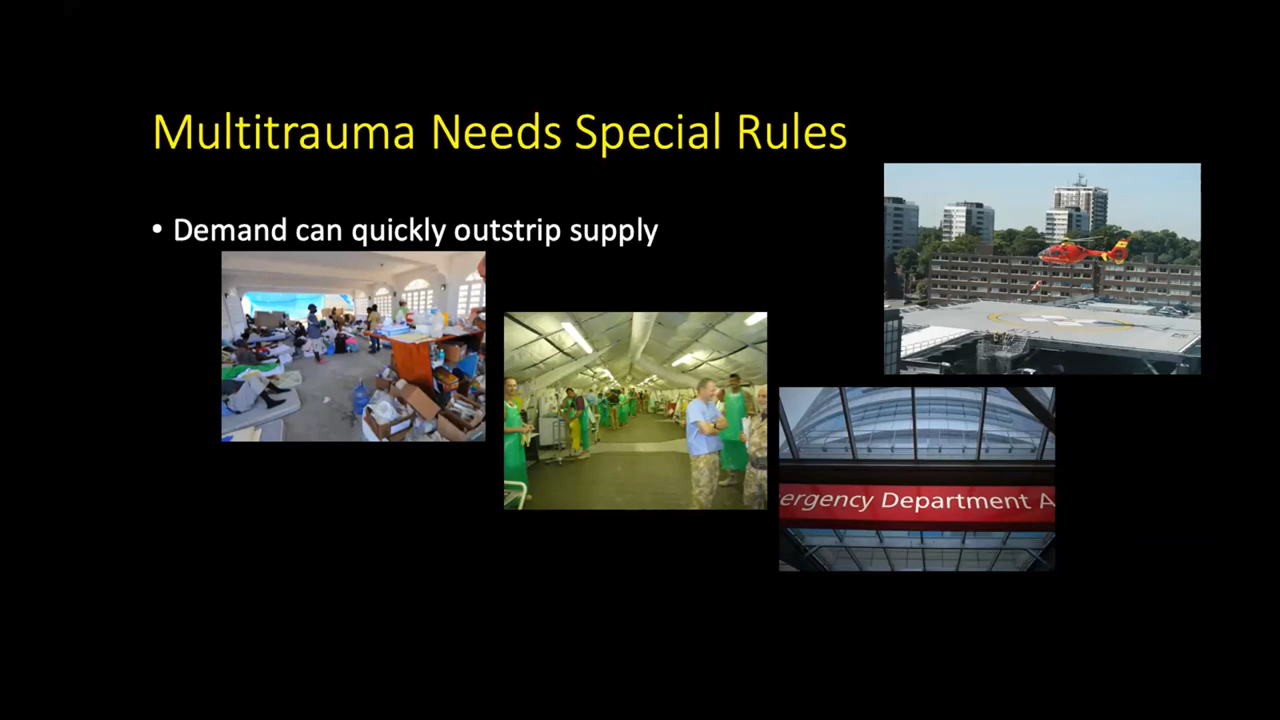 Multitrauma Needs Special Rules
• Demand can quickly outstrip supply
ergency Department A